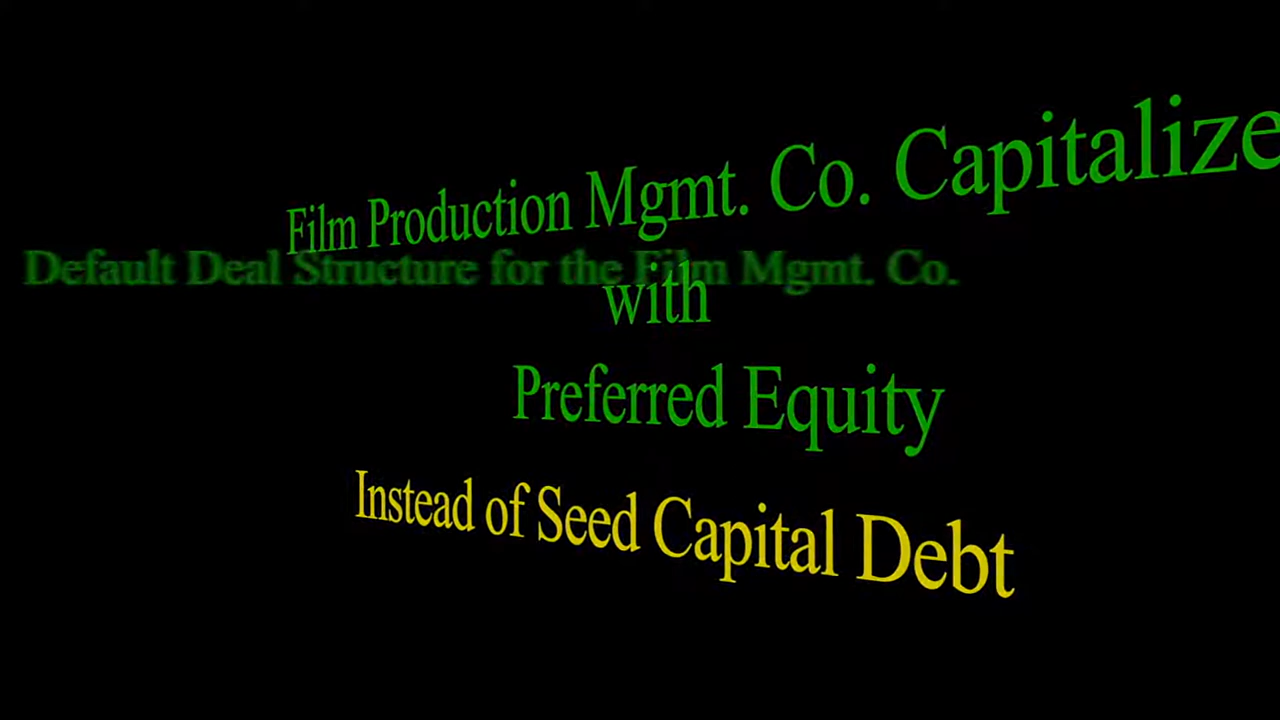 Film Production Mgmt. Co. Capitalize
Default Deal Structure for the Film Mgmt. Co.
with
Preferred Equity
Instead of Seed Capital Debt